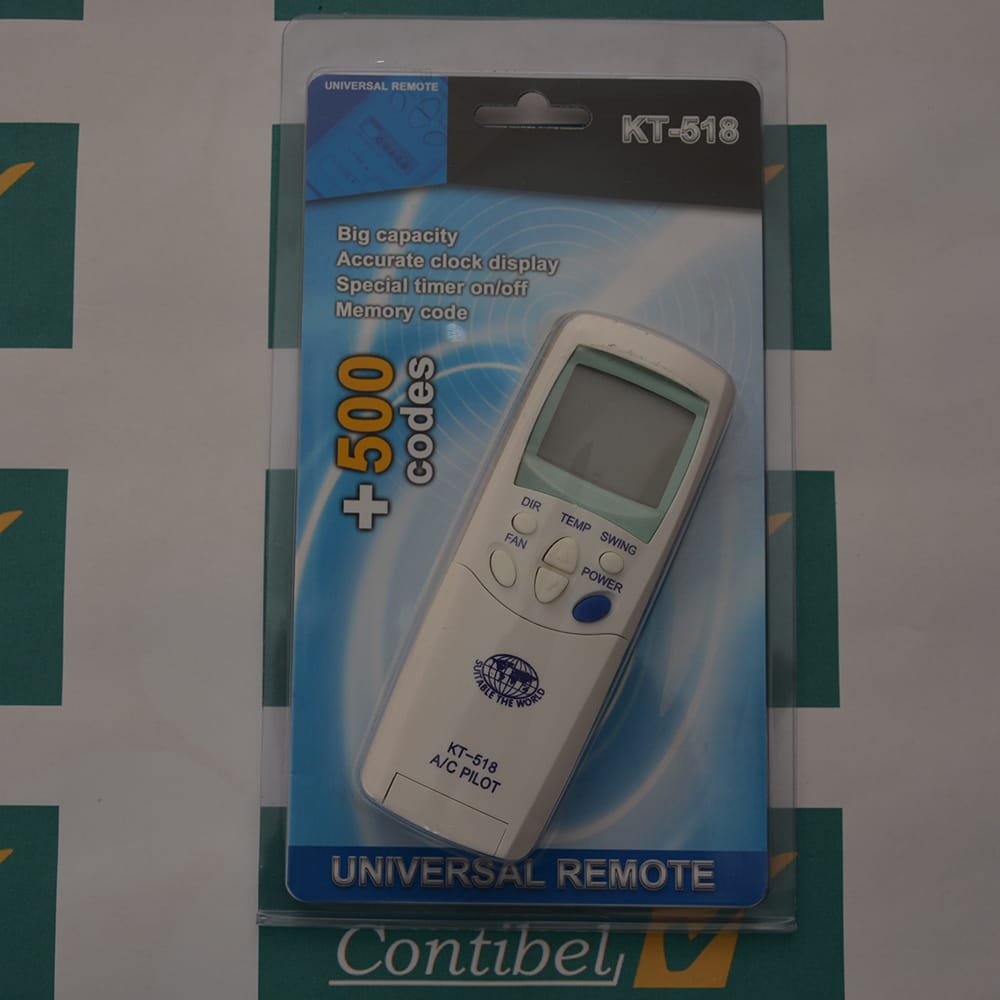 UNIVERSAL REMOTE
KT-518
Big capacity
Accurate clock display
Special timer on/off
Memory code
+500
codes
DIR
TEMP
SWING
FAN
POWER
SUITABLE THE WORLD
KT-518
A/C PILOT
UNIVERSAL REMOTE
Contibel